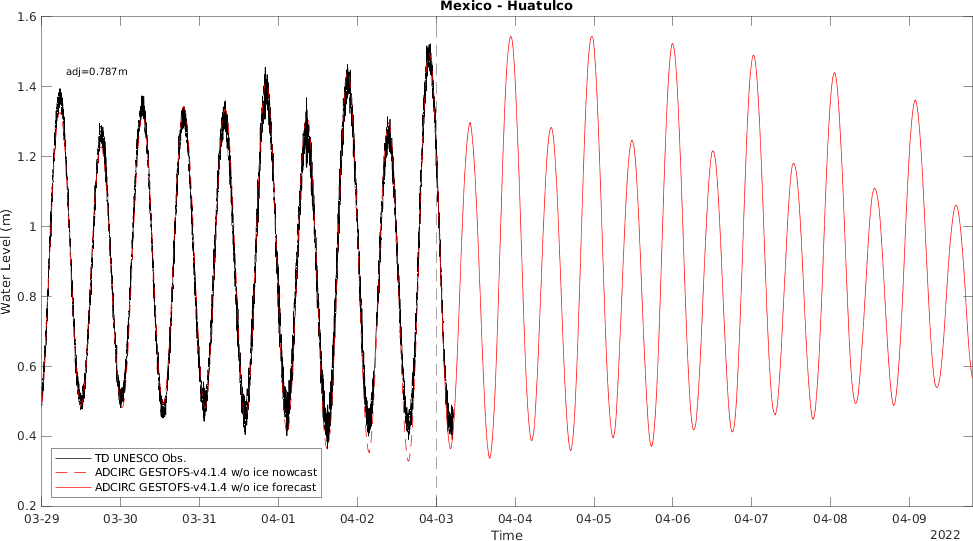 Mexico - Huatulco
1.6
1.4
1.2
1
0.8
0.6
0.4
0.2
Water Level (m)
adj=0.787m
TD UNESCO Obs.
ADCIRC GESTOFS-v4.1.4 w/o ice nowcast
ADCIRC GESTOFS-v4.1.4 w/o ice forecast
03-29 03-30 03-31 04-01 04-02 04-03 04-04 04-05 04-06 04-07 04-08 04-09
Time
2022